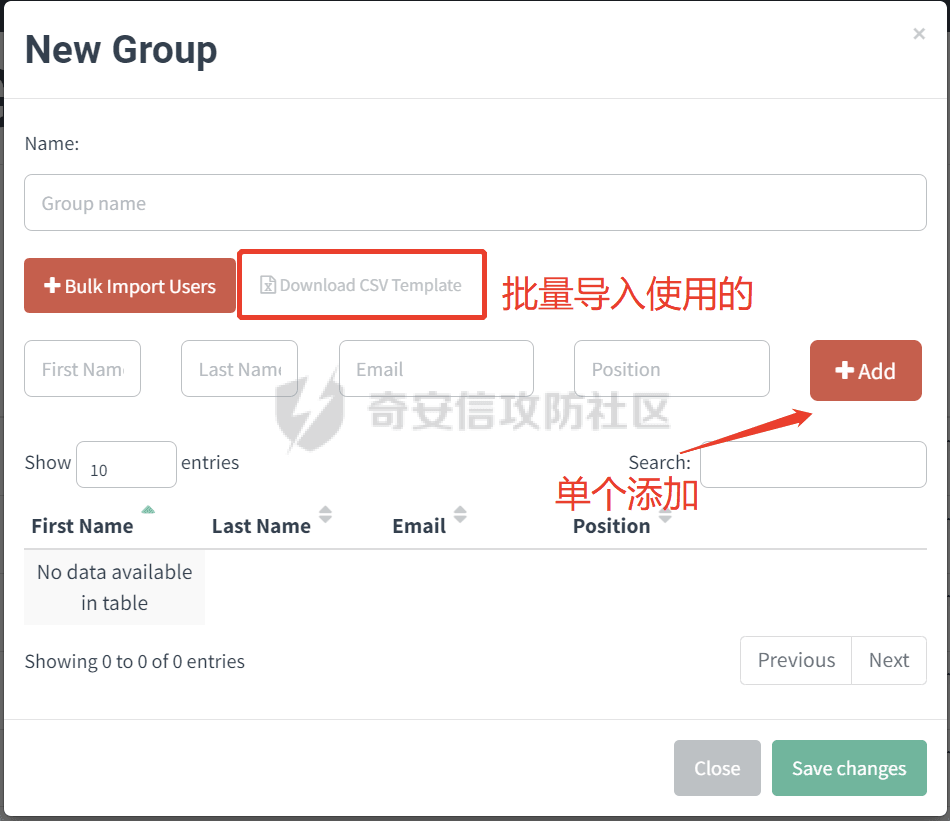 New Group
×
Name:
Group name
Bulk Import Users
Download CSV Template
批量导入使用的
First Name
Last Name
Email
Position
Add
奇安信攻防社区
Show 10 entries
Search:
单个添加
First Name Last Name Email Position
No data available
in table
Showing 0 to 0 of 0 entries
Previous Next
Close Save changes